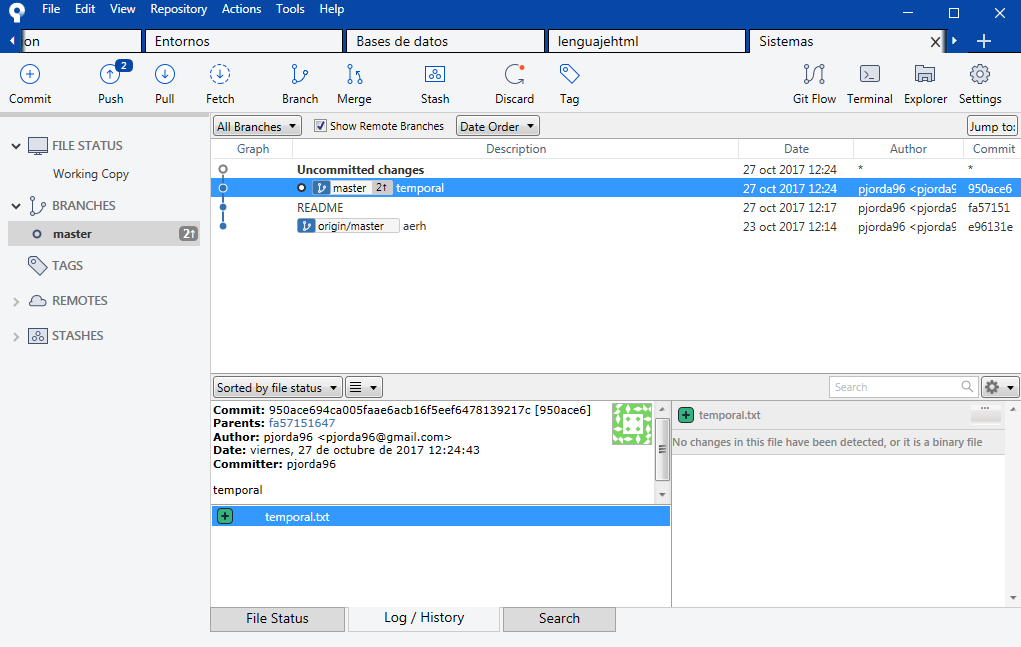 File Edit View Repository Actions Tools Help
on Entornos Bases de datos lenguajehtml Sistemas
2
Commit Push Pull Fetch Branch Merge Stash Discard Tag Git Flow Terminal Explorer Settings
All Branches Show Remote Branches Date Order Jump to:
FILE STATUS
Working Copy
BRANCHES
master 2↑
TAGS
REMOTES
STASHES
Graph Description Date Author Commit
Uncommitted changes 27 oct 2017 12:24 * *
master 2↑ temporal 27 oct 2017 12:24 pjorda96 <pjorda9 950ace6
README 27 oct 2017 12:17 pjorda96 <pjorda9 fa57151
origin/master aerh 23 oct 2017 12:14 pjorda96 <pjorda9 e96131e
Sorted by file status Search
Commit: 950ace694ca005faae6acb16f5eef6478139217c [950ace6]
Parents: fa57151647
Author: pjorda96 <pjorda96@gmail.com>
Date: viernes, 27 de octubre de 2017 12:24:43
Committer: pjorda96
temporal
temporal.txt
temporal.txt
No changes in this file have been detected, or it is a binary file
File Status Log / History Search